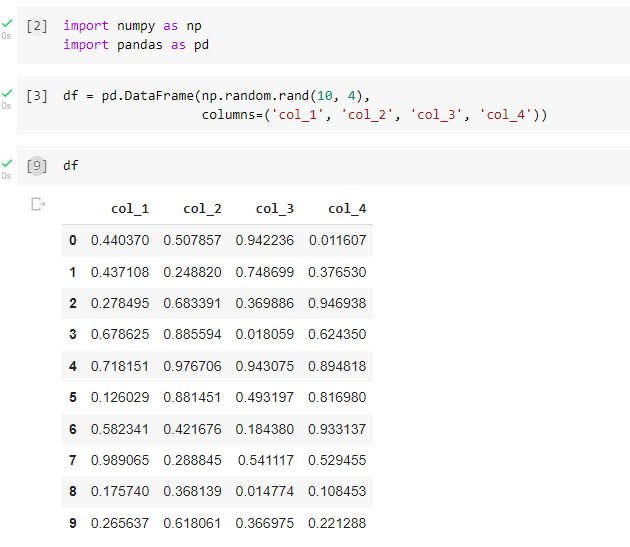 [2] import numpy as np
0s import pandas as pd
[3] df = pd.DataFrame(np.random.rand(10, 4),
0s columns=('col_1', 'col_2', 'col_3', 'col_4'))
[9] df
0s
col_1 col_2 col_3 col_4
0 0.440370 0.507857 0.942236 0.011607
1 0.437108 0.248820 0.748699 0.376530
2 0.278495 0.683391 0.369886 0.946938
3 0.678625 0.885594 0.018059 0.624350
4 0.718151 0.976706 0.943075 0.894818
5 0.126029 0.881451 0.493197 0.816980
6 0.582341 0.421676 0.184380 0.933137
7 0.989065 0.288845 0.541117 0.529455
8 0.175740 0.368139 0.014774 0.108453
9 0.265637 0.618061 0.366975 0.221288